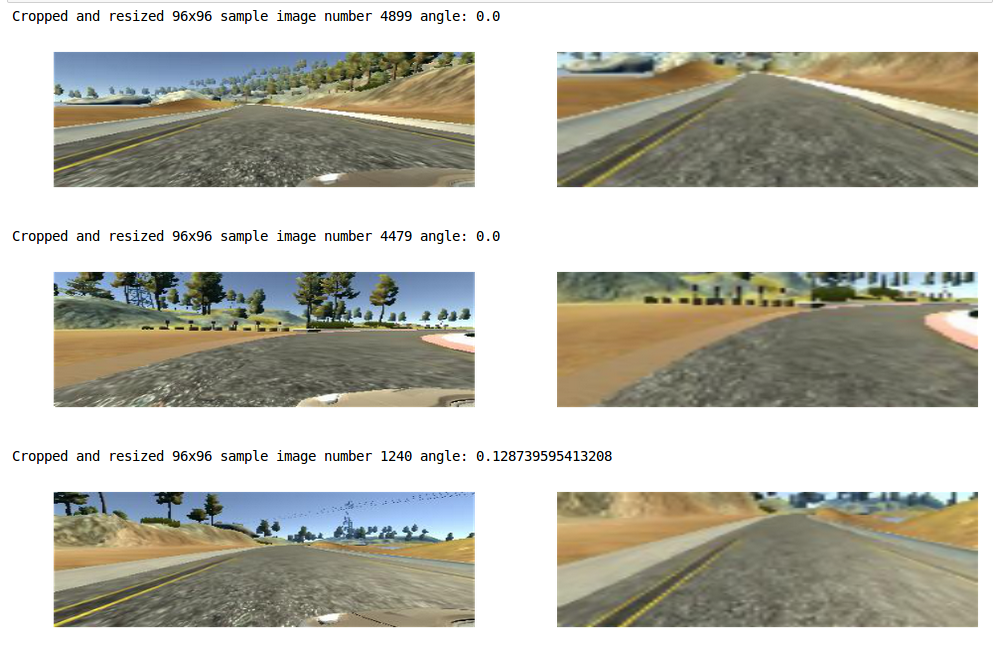 Cropped and resized 96x96 sample image number 4899 angle: 0.0
Cropped and resized 96x96 sample image number 4479 angle: 0.0
Cropped and resized 96x96 sample image number 1240 angle: 0.128739595413208